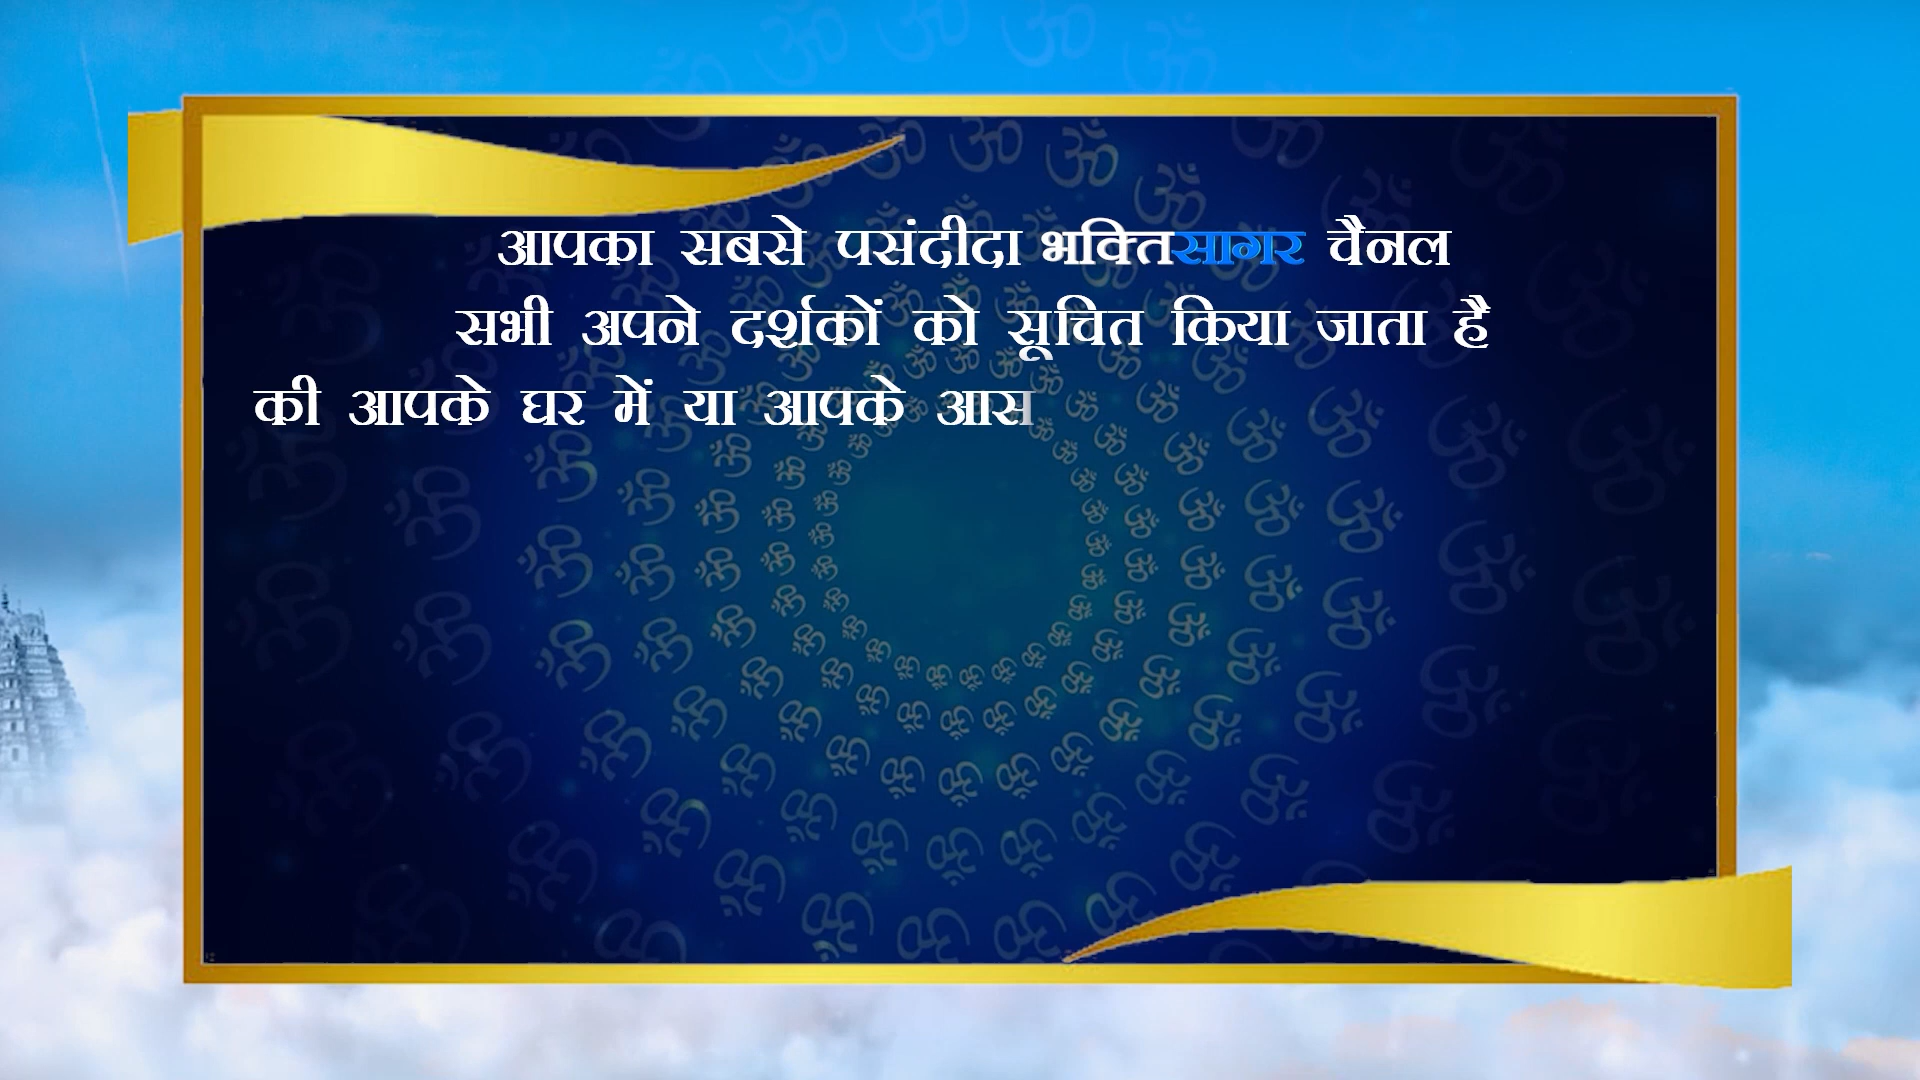 आपका सबसे पसंदीदा भक्तिसागर चैनल
सभी अपने दर्शकों को सूचित किया जाता है
की आपके घर में या आपके आस